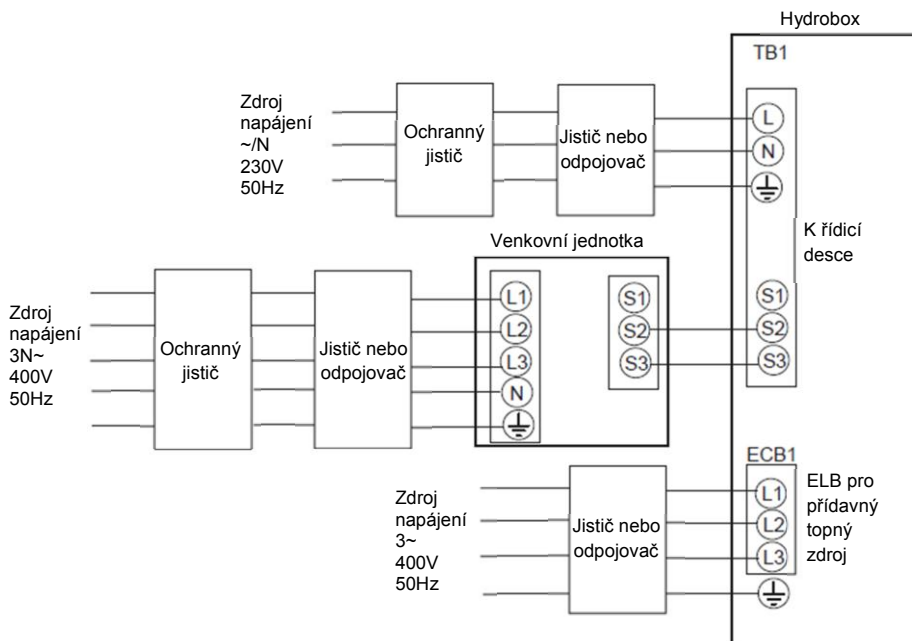 Hydrobox
TB1
Zdroj
napájení
~/N
230V
50Hz
Ochranný
jistič
Jistič nebo
odpojovač
L
N
K řídicí
desce
Venkovní jednotka
Zdroj
napájení
3N~
400V
50Hz
Ochranný
jistič
Jistič nebo
odpojovač
L1
L2
L3
N
S1
S2
S3
S1
S2
S3
ECB1
Zdroj
napájení
3~
400V
50Hz
Jistič nebo
odpojovač
L1
L2
L3
ELB pro
přídavný
topný
zdroj